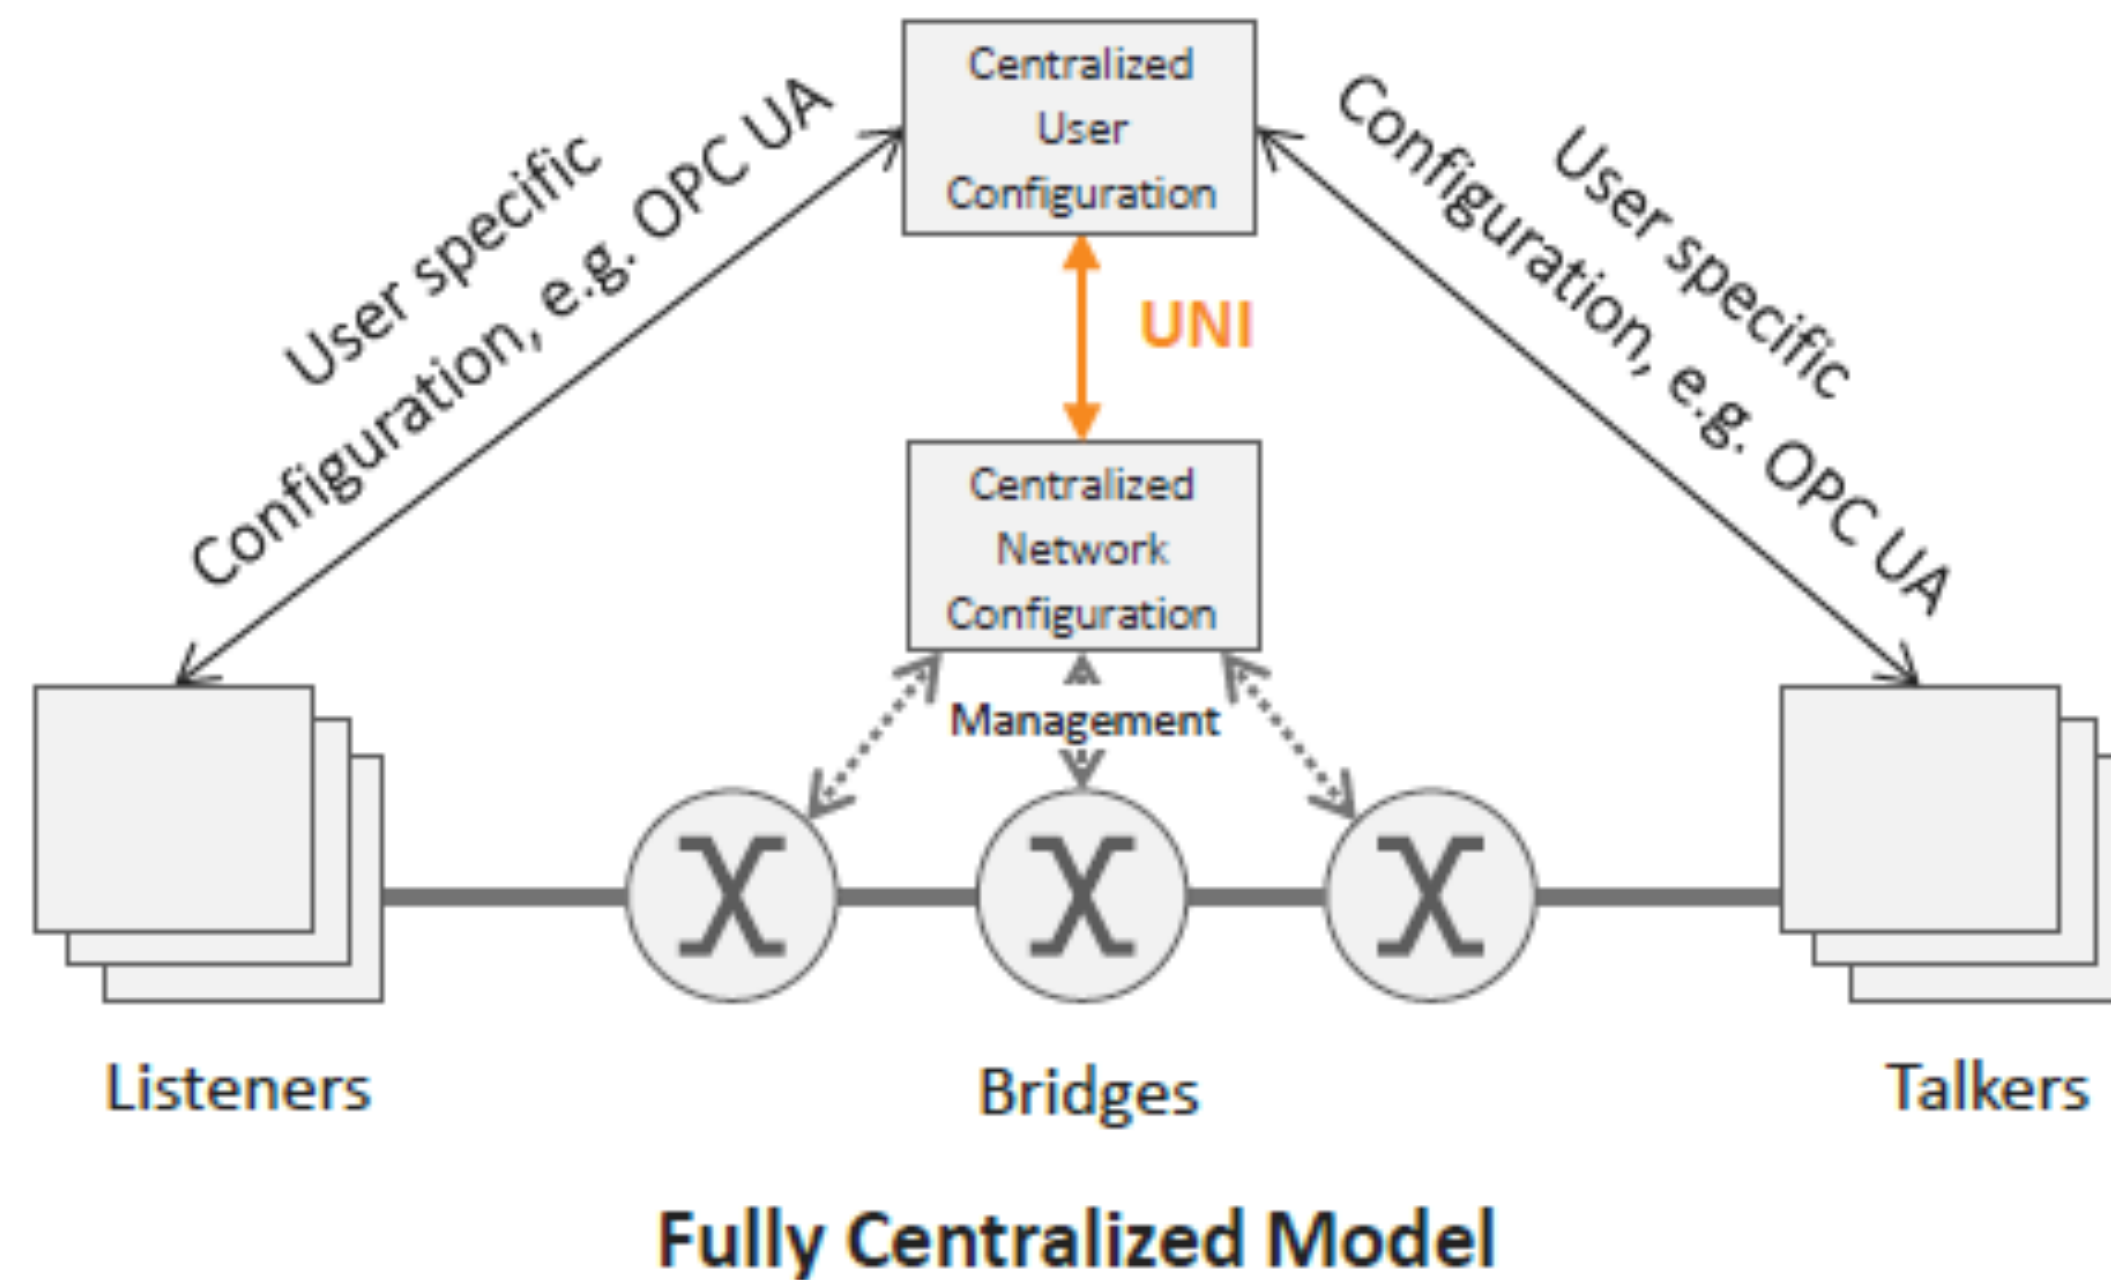 Centralized
User
Configuration
User specific
Configuration, e.g. OPC UA
User specific
Configuration, e.g. OPC UA
UNI
Centralized
Network
Configuration
Management
Listeners
Bridges
Talkers
Fully Centralized Model